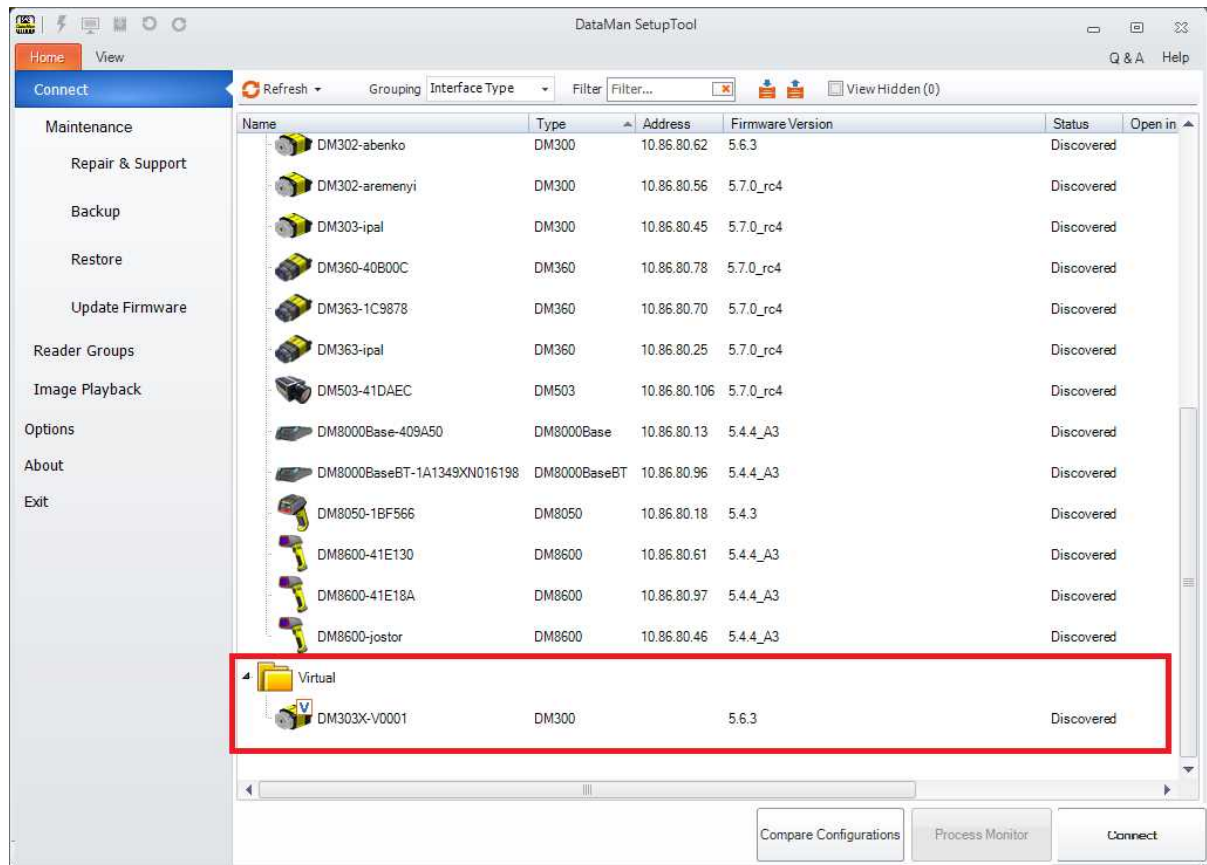 DataMan SetupTool
Home View Q & A Help
Connect
Refresh Grouping Interface Type Filter Filter... View Hidden (0)
Maintenance
Repair & Support
Backup
Restore
Update Firmware
Reader Groups
Image Playback
Options
About
Exit
Name Type Address Firmware Version Status Open in
DM302-abenko DM300 10.86.80.62 5.6.3 Discovered
DM302-aremenyi DM300 10.86.80.56 5.7.0_rc4 Discovered
DM303-ipal DM300 10.86.80.45 5.7.0_rc4 Discovered
DM360-40B00C DM360 10.86.80.78 5.7.0_rc4 Discovered
DM363-1C9878 DM360 10.86.80.70 5.7.0_rc4 Discovered
DM363-ipal DM360 10.86.80.25 5.7.0_rc4 Discovered
DM503-41DAEC DM503 10.86.80.106 5.7.0_rc4 Discovered
DM8000Base-409A50 DM8000Base 10.86.80.13 5.4.4_A3 Discovered
DM8000BaseBT-1A1349XN016198 DM8000BaseBT 10.86.80.96 5.4.4_A3 Discovered
DM8050-1BF566 DM8050 10.86.80.18 5.4.3 Discovered
DM8600-41E130 DM8600 10.86.80.61 5.4.4_A3 Discovered
DM8600-41E18A DM8600 10.86.80.97 5.4.4_A3 Discovered
DM8600-jostor DM8600 10.86.80.46 5.4.4_A3 Discovered
Virtual
V
DM303X-V0001 DM300 5.6.3 Discovered
Compare Configurations Process Monitor Connect